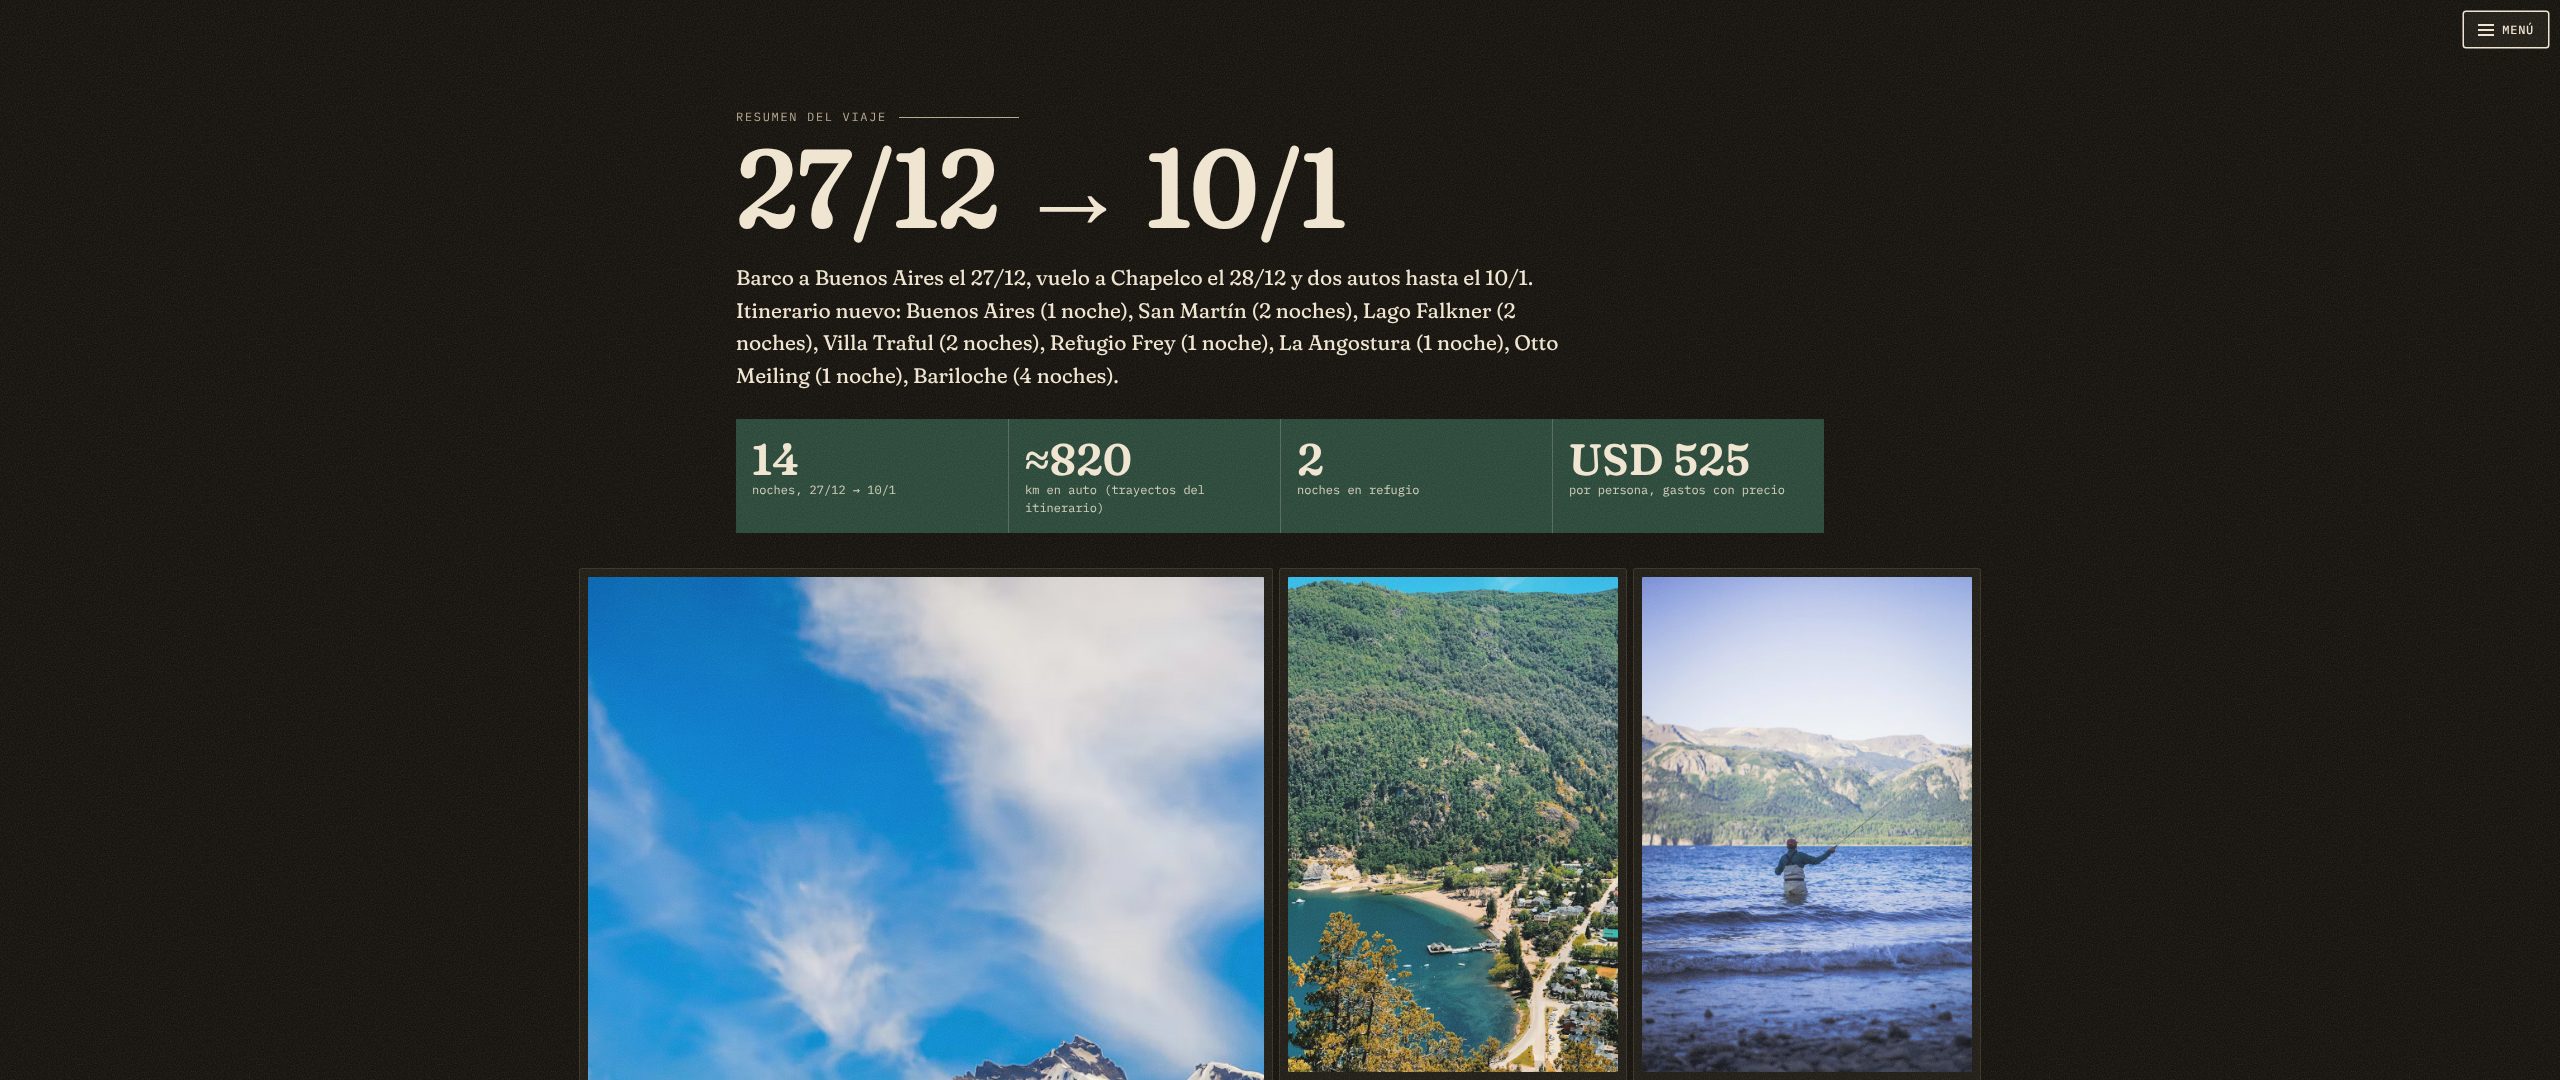 MENÚ
RESUMEN DEL VIAJE
27/12 → 10/1
Barco a Buenos Aires el 27/12, vuelo a Chapelco el 28/12 y dos autos hasta el 10/1.
Itinerario nuevo: Buenos Aires (1 noche), San Martín (2 noches), Lago Falkner (2
noches), Villa Traful (2 noches), Refugio Frey (1 noche), La Angostura (1 noche), Otto
Meiling (1 noche), Bariloche (4 noches).
14
noches, 27/12 → 10/1
≈820
km en auto (trayectos del
itinerario)
2
noches en refugio
USD 525
por persona, gastos con precio